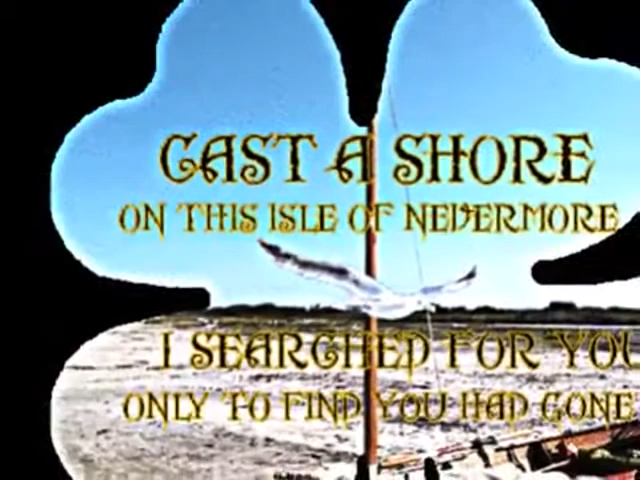 CAST A SHORE
ON THIS ISLE OF NEVERMORE
I SEARCHED FOR YOU
ONLY TO FIND YOU HAD GONE